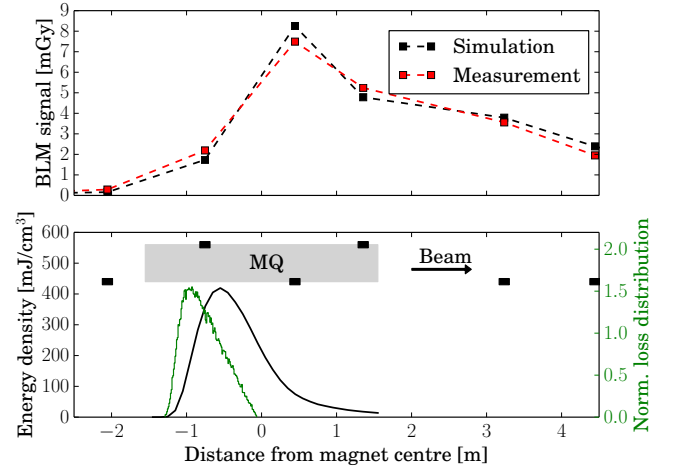 9
8
7
6
5
4
3
2
1
0
BLM signal [mGy]
Simulation
Measurement
600
500
400
300
200
100
0
Energy density [mJ/cm³]
MQ
Beam
2.0
1.5
1.0
0.5
0.0
Norm. loss distribution
−2 −1 0 1 2 3 4
Distance from magnet centre [m]